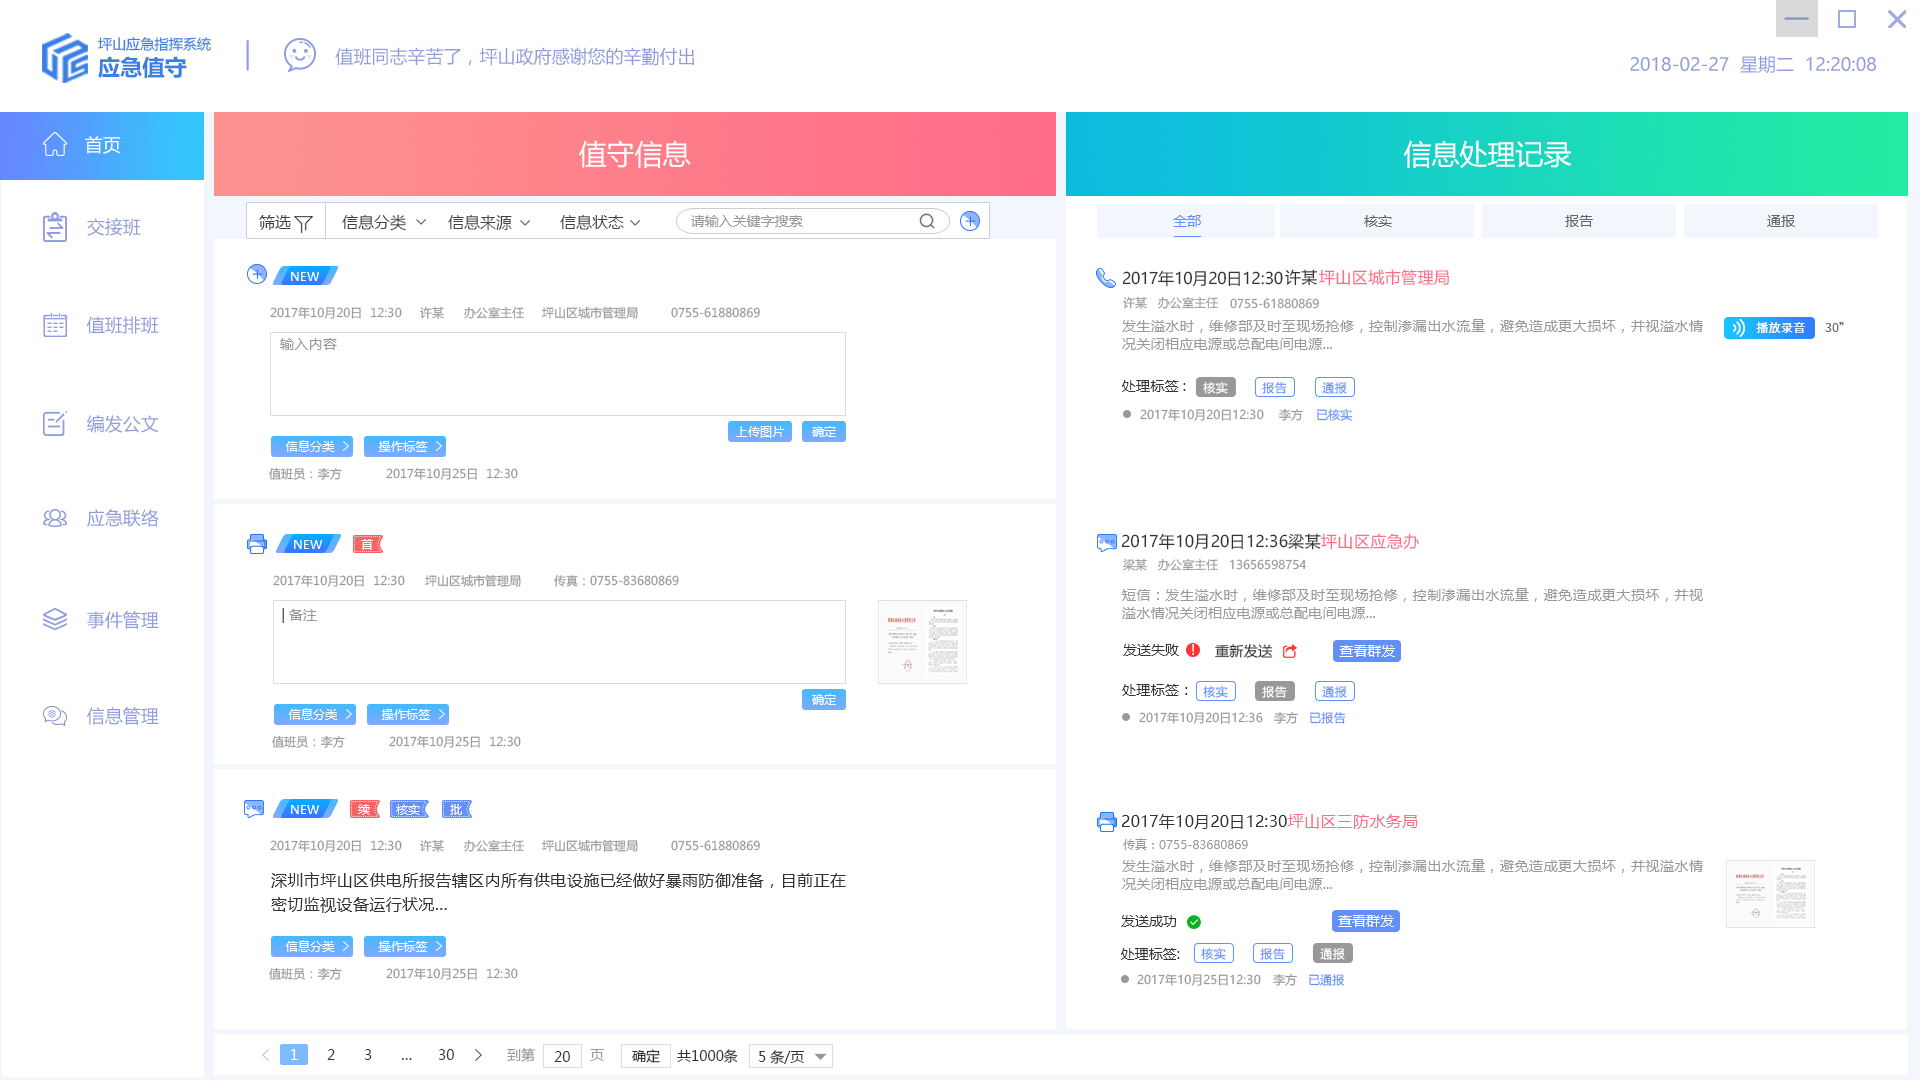 坪山应急指挥系统
应急值守
值班同志辛苦了，坪山政府感谢您的辛勤付出
2018-02-27 星期二 12:20:08
首页
交接班
值班排班
编发公文
应急联络
事件管理
信息管理
值守信息
筛选 信息分类 信息来源 信息状态 请输入关键字搜索
NEW
2017年10月20日 12:30 许某 办公室主任 坪山区城市管理局 0755-61880869
输入内容
上传图片 确定
信息分类 操作标签
值班员：李方 2017年10月25日 12:30
NEW 首
2017年10月20日 12:30 坪山区城市管理局 传真：0755-83680869
备注
确定
信息分类 操作标签
值班员：李方 2017年10月25日 12:30
NEW 续 核实 批
2017年10月20日 12:30 许某 办公室主任 坪山区城市管理局 0755-61880869
深圳市坪山区供电所报告辖区内所有供电设施已经做好暴雨防御准备，目前正在
密切监视设备运行状况...
信息分类 操作标签
值班员：李方 2017年10月25日 12:30
1 2 3 ... 30 到第 20 页 确定 共1000条 5 条/页
信息处理记录
全部 核实 报告 通报
2017年10月20日12:30许某坪山区城市管理局
许某 办公室主任 0755-61880869
发生溢水时，维修部及时至现场抢修，控制渗漏出水流量，避免造成更大损坏，并视溢水情
况关闭相应电源或总配电间电源...
播放录音 30”
处理标签： 核实 报告 通报
2017年10月20日12:30 李方 已核实
2017年10月20日12:36梁某坪山区应急办
梁某 办公室主任 13656598754
短信：发生溢水时，维修部及时至现场抢修，控制渗漏出水流量，避免造成更大损坏，并视
溢水情况关闭相应电源或总配电间电源...
发送失败 重新发送 查看群发
处理标签： 核实 报告 通报
2017年10月20日12:36 李方 已报告
2017年10月20日12:30坪山区三防水务局
传真：0755-83680869
发生溢水时，维修部及时至现场抢修，控制渗漏出水流量，避免造成更大损坏，并视溢水情
况关闭相应电源或总配电间电源...
发送成功 查看群发
处理标签: 核实 报告 通报
2017年10月25日12:30 李方 已通报